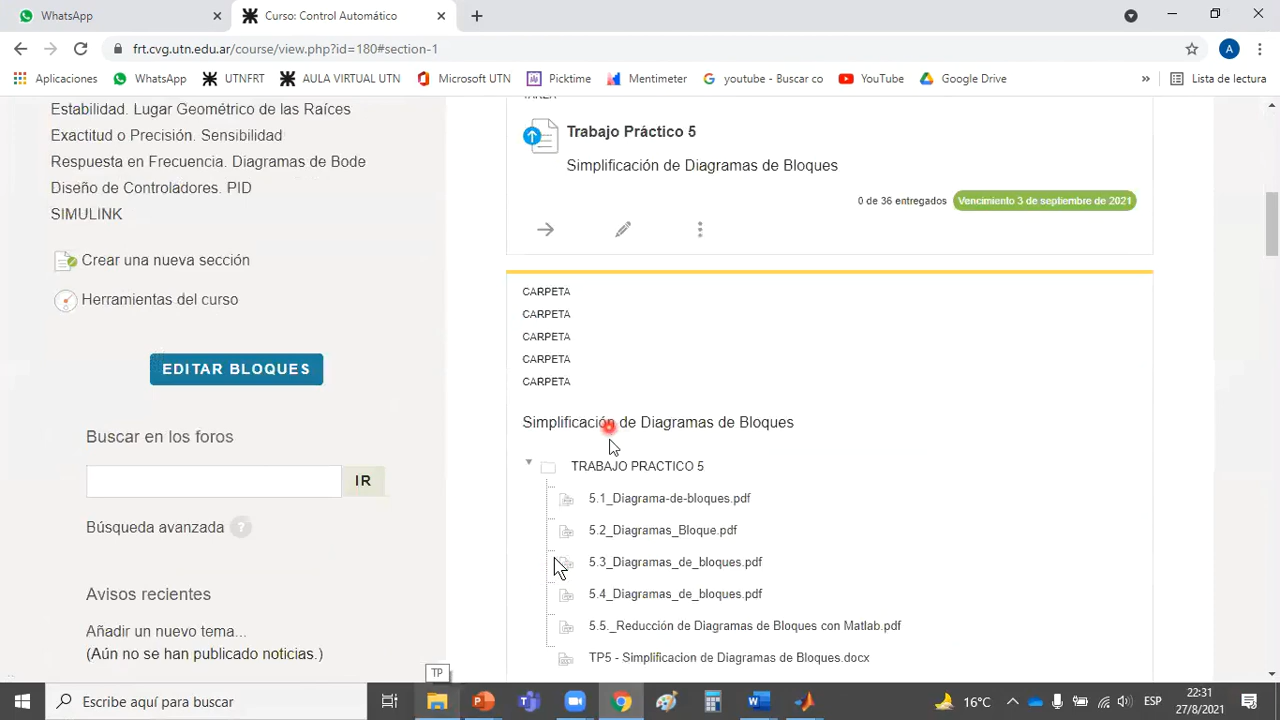 WhatsApp
Curso: Control Automático
frt.cvg.utn.edu.ar/course/view.php?id=180#section-1
A
Aplicaciones
WhatsApp
UTNFRT
AULA VIRTUAL UTN
Microsoft UTN
Picktime
Mentimeter
youtube - Buscar co
YouTube
Google Drive
»
Lista de lectura
Estabilidad. Lugar Geométrico de las Raíces
Exactitud o Precisión. Sensibilidad
Respuesta en Frecuencia. Diagramas de Bode
Diseño de Controladores. PID
SIMULINK
Crear una nueva sección
Herramientas del curso
EDITAR BLOQUES
Buscar en los foros
IR
Búsqueda avanzada ?
Avisos recientes
Añadir un nuevo tema...
(Aún no se han publicado noticias.)
TAREA
Trabajo Práctico 5
Simplificación de Diagramas de Bloques
0 de 36 entregados
Vencimiento 3 de septiembre de 2021
CARPETA
CARPETA
CARPETA
CARPETA
CARPETA
Simplificación de Diagramas de Bloques
TRABAJO PRACTICO 5
5.1_Diagrama-de-bloques.pdf
5.2_Diagramas_Bloque.pdf
5.3_Diagramas_de_bloques.pdf
5.4_Diagramas_de_bloques.pdf
5.5._Reducción de Diagramas de Bloques con Matlab.pdf
TP5 - Simplificacion de Diagramas de Bloques.docx
TP
Escribe aquí para buscar
16°C
ESP
22:31
27/8/2021